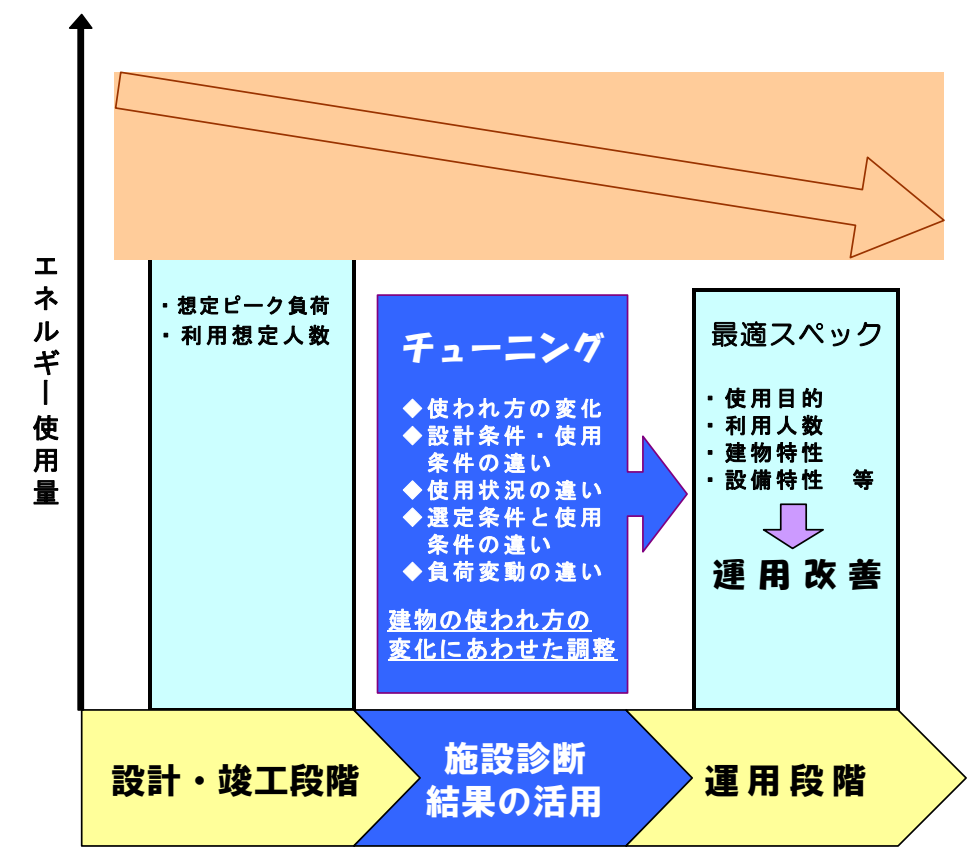 エネルギー使用量
・想定ピーク負荷
・利用想定人数
チューニング
◆使われ方の変化
◆設計条件・使用
条件の違い
◆使用状況の違い
◆選定条件と使用
条件の違い
◆負荷変動の違い
建物の使われ方の
変化にあわせた調整
最適スペック
・使用目的
・利用人数
・建物特性
・設備特性　等
運用改善
設計・竣工段階
施設診断
結果の活用
運用段階